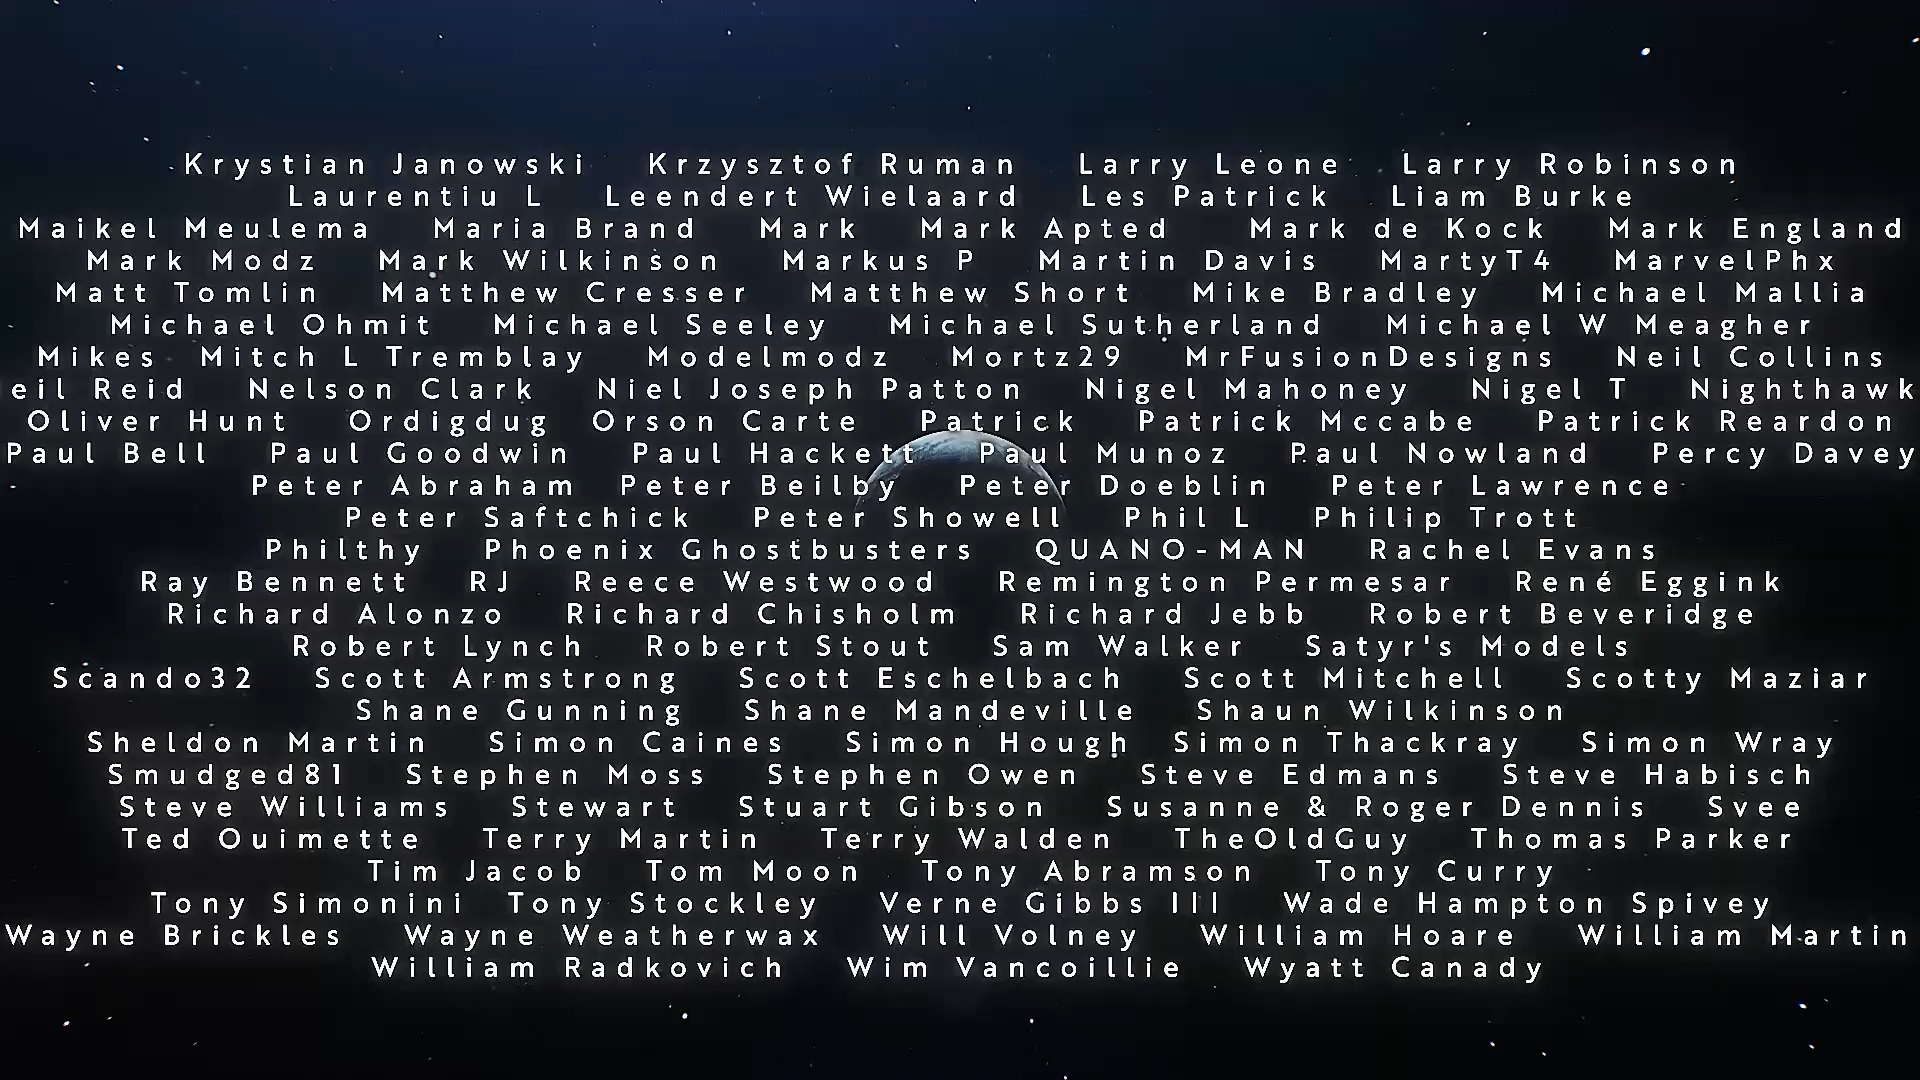 Krystian Janowski Krzysztof Ruman Larry Leone Larry Robinson
Laurentiu L Leendert Wielaard Les Patrick Liam Burke
Maikel Meulema Maria Brand Mark Mark Apted Mark de Kock Mark England
Mark Modz Mark Wilkinson Markus P Martin Davis MartyT4 MarvelPhx
Matt Tomlin Matthew Cresser Matthew Short Mike Bradley Michael Mallia
Michael Ohmit Michael Seeley Michael Sutherland Michael W Meagher
Mikes Mitch L Tremblay Modelmodz Mortz29 MrFusionDesigns Neil Collins
eil Reid Nelson Clark Niel Joseph Patton Nigel Mahoney Nigel T Nighthawk
Oliver Hunt Ordigdug Orson Carte Patrick Patrick Mccabe Patrick Reardon
Paul Bell Paul Goodwin Paul Hackett Paul Munoz Paul Nowland Percy Davey
Peter Abraham Peter Beilby Peter Doeblin Peter Lawrence
Peter Saftchick Peter Showell Phil L Philip Trott
Philthy Phoenix Ghostbusters QUANO-MAN Rachel Evans
Ray Bennett RJ Reece Westwood Remington Permesar René Eggink
Richard Alonzo Richard Chisholm Richard Jebb Robert Beveridge
Robert Lynch Robert Stout Sam Walker Satyr's Models
Scando32 Scott Armstrong Scott Eschelbach Scott Mitchell Scotty Maziar
Shane Gunning Shane Mandeville Shaun Wilkinson
Sheldon Martin Simon Caines Simon Hough Simon Thackray Simon Wray
Smudged81 Stephen Moss Stephen Owen Steve Edmans Steve Habisch
Steve Williams Stewart Stuart Gibson Susanne & Roger Dennis Svee
Ted Ouimette Terry Martin Terry Walden TheOldGuy Thomas Parker
Tim Jacob Tom Moon Tony Abramson Tony Curry
Tony Simonini Tony Stockley Verne Gibbs III Wade Hampton Spivey
Wayne Brickles Wayne Weatherwax Will Volney William Hoare William Martin
William Radkovich Wim Vancoillie Wyatt Canady